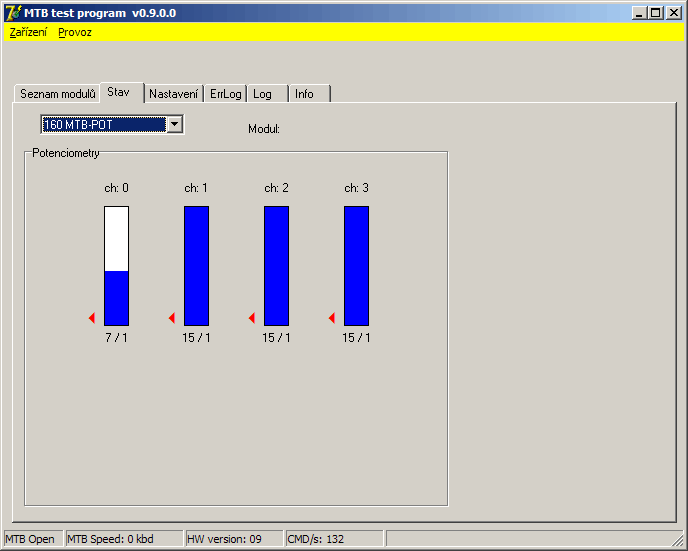 MTB test program v0.9.0.0
Zařízení Provoz
Seznam modulů Stav Nastavení ErrLog Log Info
160 MTB-POT Modul:
Potenciometry
ch: 0 ch: 1 ch: 2 ch: 3
7 / 1 15 / 1 15 / 1 15 / 1
MTB Open MTB Speed: 0 kbd HW version: 09 CMD/s: 132